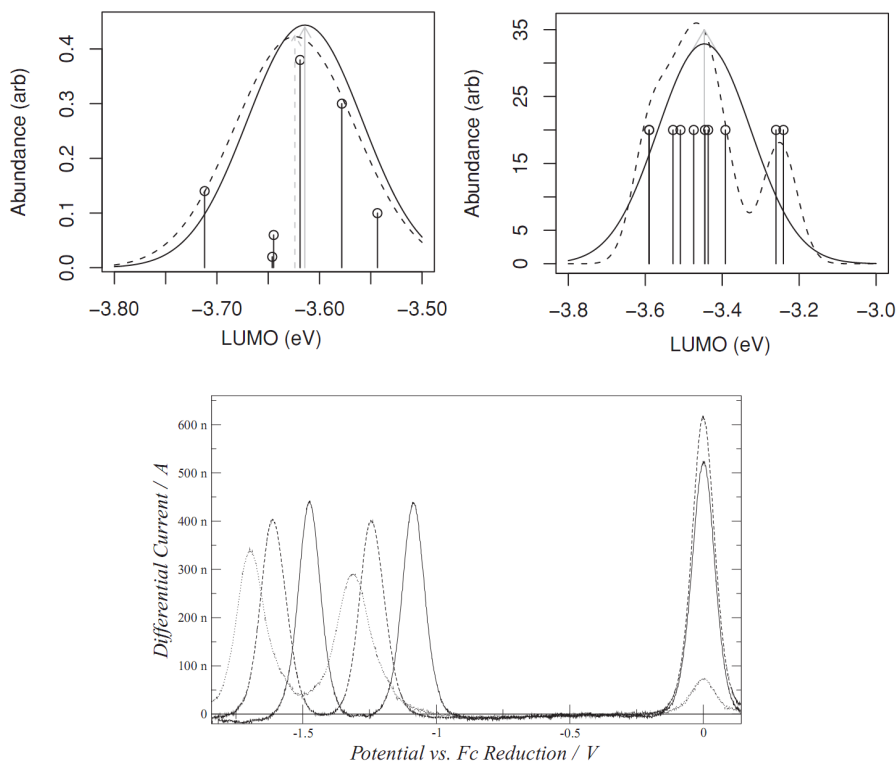 Abundance (arb)
0.0
0.1
0.2
0.3
0.4
−3.80
−3.70
−3.60
−3.50
LUMO (eV)
Abundance (arb)
0
5
15
25
35
−3.8
−3.6
−3.4
−3.2
−3.0
LUMO (eV)
Differential Current / A
600 n
500 n
400 n
300 n
200 n
100 n
0
-1.5
-1
-0.5
0
Potential vs. Fc Reduction / V